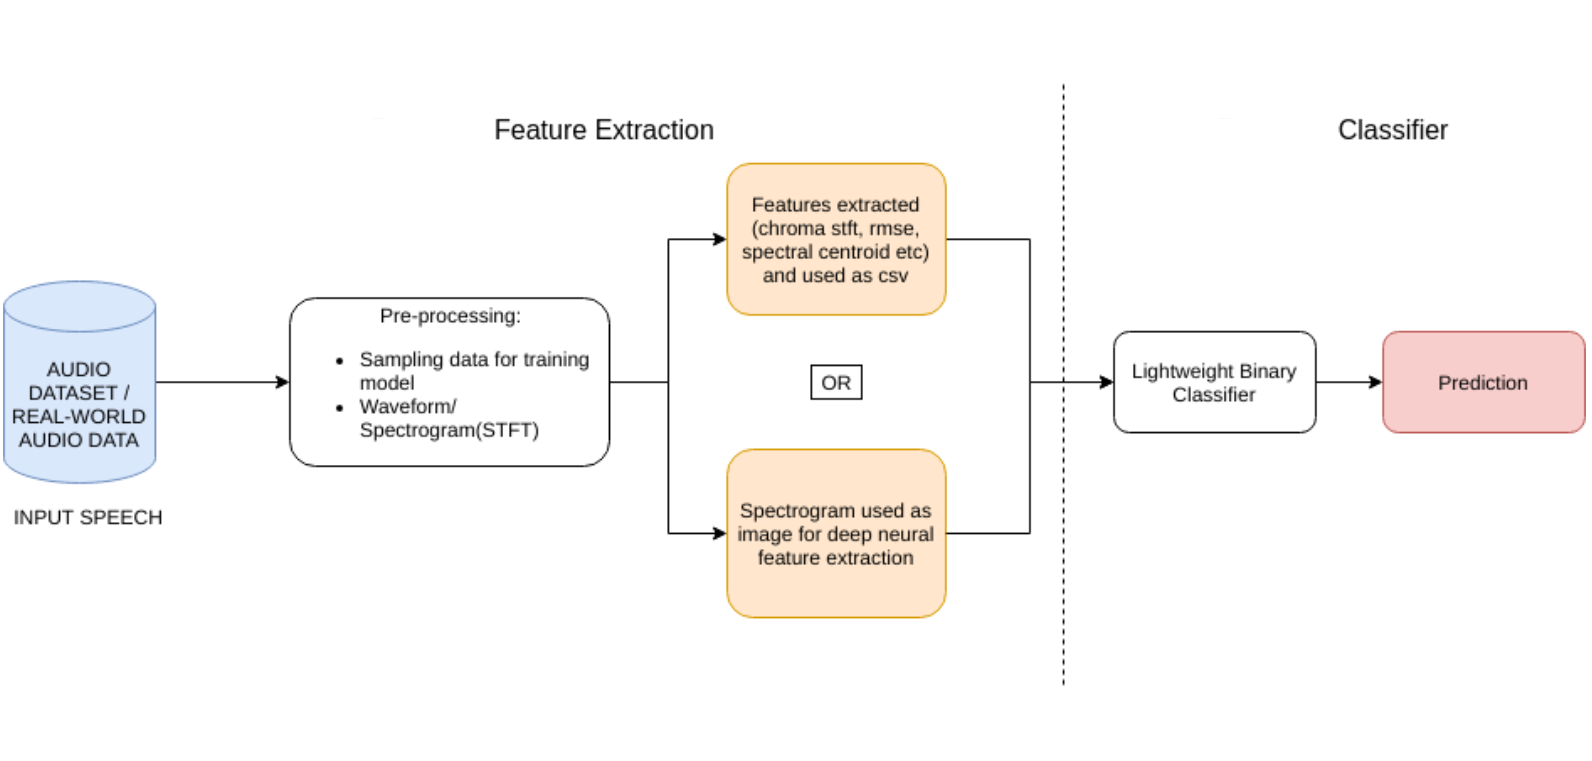 Feature Extraction
Classifier
Features extracted
(chroma stft, rmse,
spectral centroid etc)
and used as csv
AUDIO
DATASET /
REAL-WORLD
AUDIO DATA
INPUT SPEECH
Pre-processing:
• Sampling data for training
model
• Waveform/
Spectrogram(STFT)
OR
Spectrogram used as
image for deep neural
feature extraction
Lightweight Binary
Classifier
Prediction